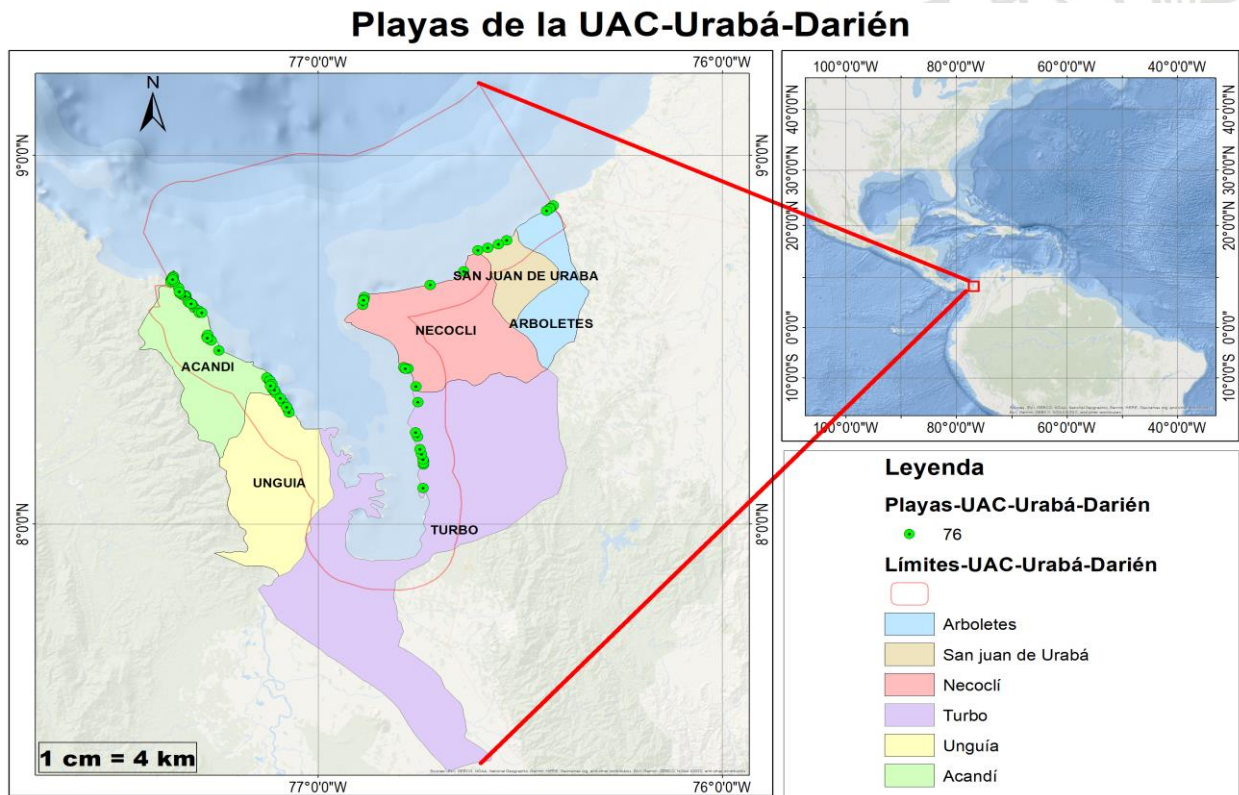 Playas de la UAC-Urabá-Darién
77°0'0"W
76°0'0"W
N
9°0'0"N
9°0'0"N
SAN JUAN DE URABA
ARBOLETES
NECOCLI
ACANDI
UNGUIA
TURBO
8°0'0"N
8°0'0"N
1 cm = 4 km
77°0'0"W
76°0'0"W
100°0'0"W
80°0'0"W
60°0'0"W
40°0'0"W
40°0'0"N
40°0'0"N
30°0'0"N
30°0'0"N
20°0'0"N
20°0'0"N
0°0'0"
0°0'0"
10°0'0"S
10°0'0"S
100°0'0"W
80°0'0"W
60°0'0"W
40°0'0"W
Leyenda
Playas-UAC-Urabá-Darién
76
Límites-UAC-Urabá-Darién
Arboletes
San juan de Urabá
Necoclí
Turbo
Unguía
Acandí